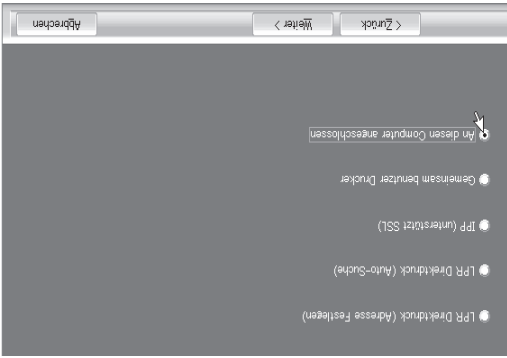 LPR Direktdruck (Adresse Festlegen)
LPR Direktdruck (Auto-Suche)
IPP (unterstützt SSL)
Gemeinsam benutzer Drucker
An diesen Computer angeschlossen
< Zurück
Weiter >
Abbrechen